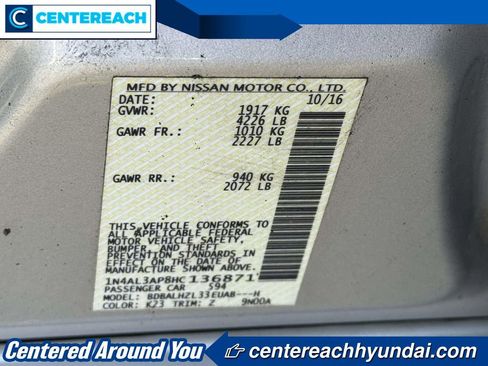 C CENTEREACH
MFD BY NISSAN MOTOR CO., LTD.
DATE: 10/16
GVWR: 1917 KG
4226 LB
GAWR FR.: 1010 KG
2227 LB
GAWR RR.: 940 KG
2072 LB
THIS VEHICLE CONFORMS TO
ALL APPLICABLE FEDERAL
MOTOR VEHICLE SAFETY,
BUMPER, AND THEFT
PREVENTION STANDARDS IN
EFFECT ON THE DATE OF
MANUFACTURE SHOWN ABOVE.
1N4AL3AP8HC136871
PASSENGER CAR 594
MODEL: BDBALHZL33EUAB---H
COLOR: K23 TRIM: Z 9N00A
Centered Around You
centereachhyundai.com